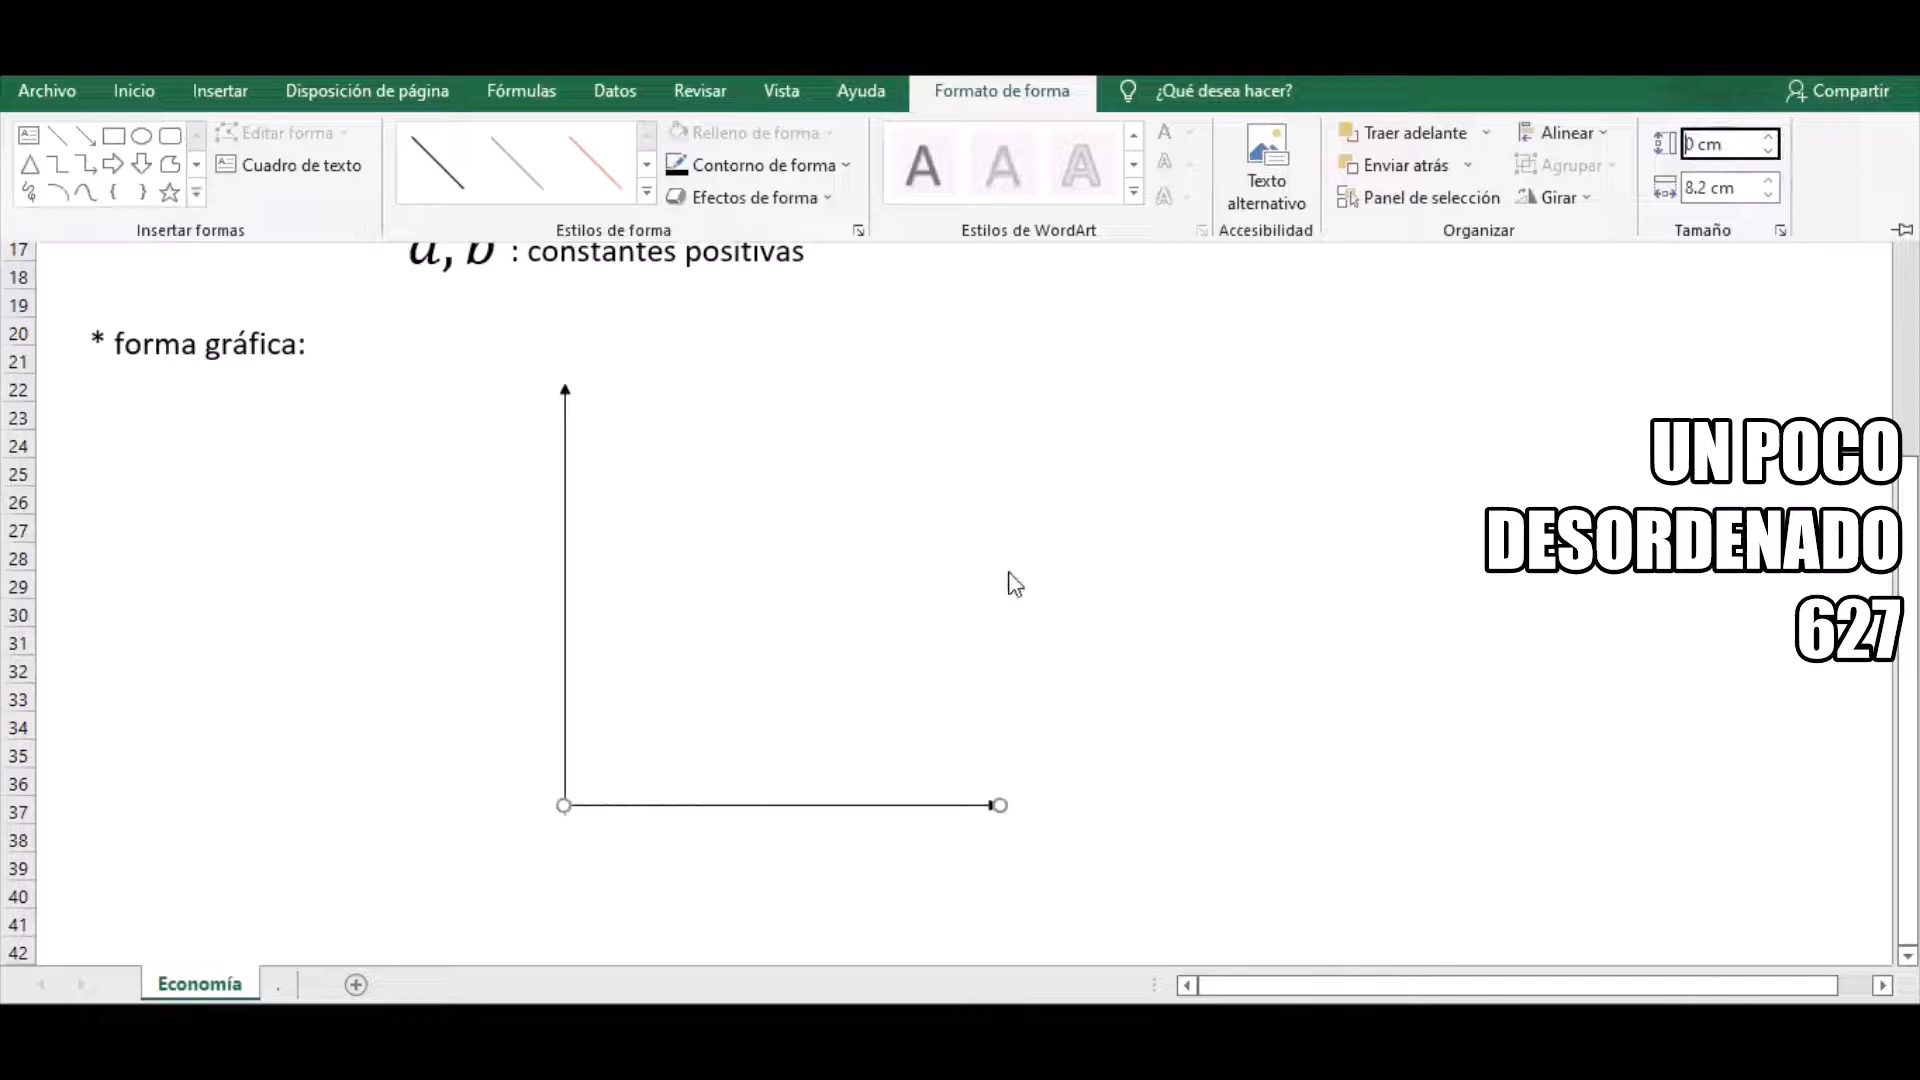 Archivo Inicio Insertar Disposición de página Fórmulas Datos Revisar Vista Ayuda Formato de forma ¿Qué desea hacer? Compartir
Editar forma
Cuadro de texto
Insertar formas
Relleno de forma
Contorno de forma
Efectos de forma
Estilos de forma
A A A
Estilos de WordArt
Texto
alternativo
Accesibilidad
Traer adelante
Enviar atrás
Panel de selección
Alinear
Agrupar
Girar
Organizar
0 cm
8.2 cm
Tamaño
17
18
19
20
21
22
23
24
25
26
27
28
29
30
31
32
33
34
35
36
37
38
39
40
41
42
a, b : constantes positivas
* forma gráfica:
UN POCO
DESORDENADO
627
Economía .